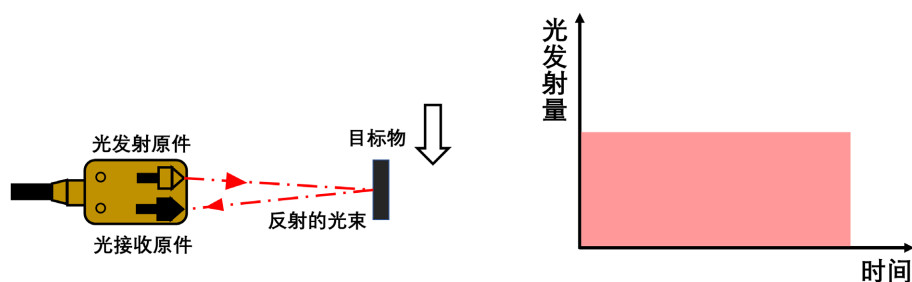 光发射原件
目标物
反射的光束
光接收原件
光发射量
时间